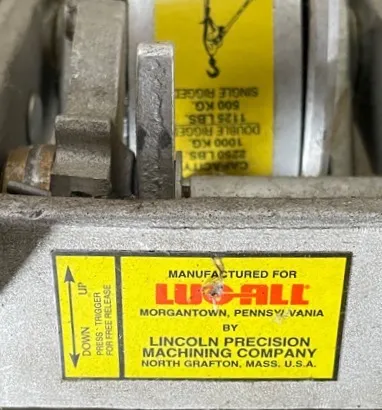 SINGLE RIGGED
500 KG.
1125 LBS.
DOUBLE RIGGED
1000 KG.
2250 LBS.
CAPACITY
DOWN UP
PRESS TRIGGER
FOR FREE RELEASE
MANUFACTURED FOR
LUG-ALL
MORGANTOWN, PENNSYLVANIA
BY
LINCOLN PRECISION
MACHINING COMPANY
NORTH GRAFTON, MASS. U.S.A.